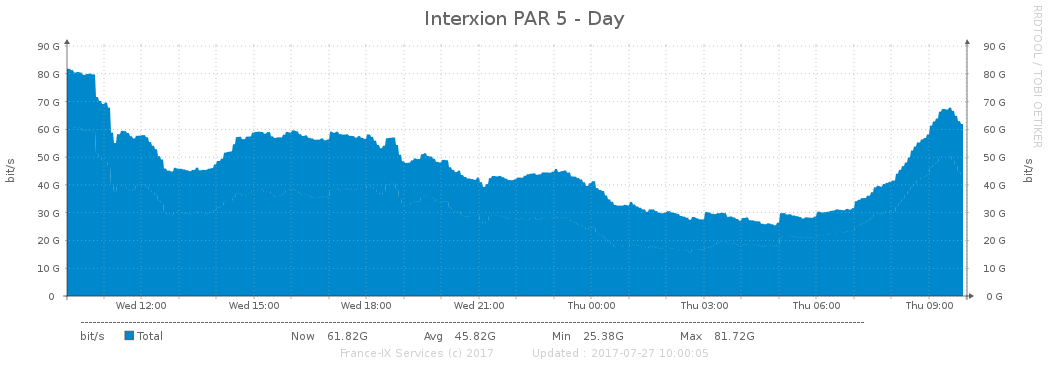 Interxion PAR 5 - Day
RRDTOOL / TOBI OETIKER
bit/s
90 G 90 G
80 G 80 G
70 G 70 G
60 G 60 G
50 G 50 G
40 G 40 G
30 G 30 G
20 G 20 G
10 G 10 G
0 0 G
bit/s
Wed 12:00 Wed 15:00 Wed 18:00 Wed 21:00 Thu 00:00 Thu 03:00 Thu 06:00 Thu 09:00
bit/s Total Now 61.82G Avg 45.82G Min 25.38G Max 81.72G
France-IX Services (c) 2017 Updated : 2017-07-27 10:00:05